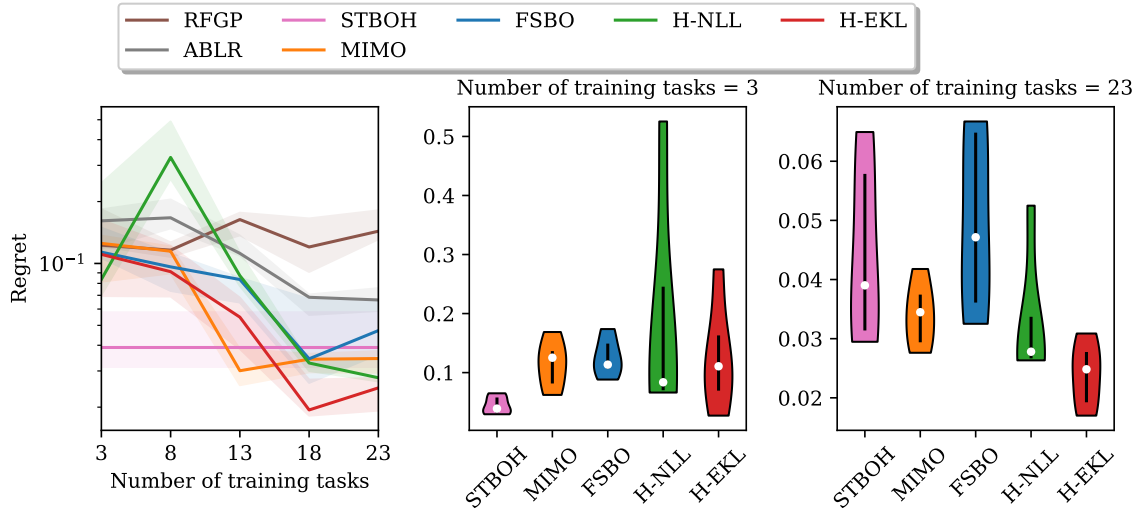 RFGP STBOH FSBO H-NLL H-EKL
ABLR MIMO
Number of training tasks = 3
Number of training tasks = 23
Regret
10⁻¹
3 8 13 18 23
Number of training tasks
0.5
0.4
0.3
0.2
0.1
STBOH MIMO FSBO H-NLL H-EKL
0.06
0.05
0.04
0.03
0.02
STBOH MIMO FSBO H-NLL H-EKL